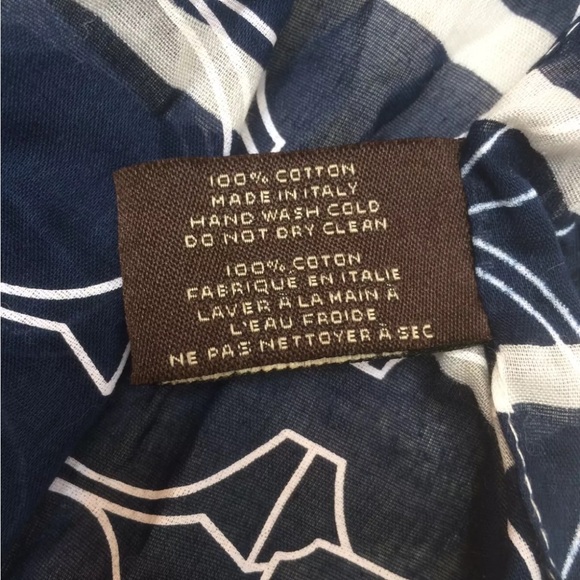 100% COTTON
MADE IN ITALY
HAND WASH COLD
DO NOT DRY CLEAN
100% COTON
FABRIQUE EN ITALIE
LAVER À LA MAIN À
L'EAU FROIDE
NE PAS NETTOYER À SEC